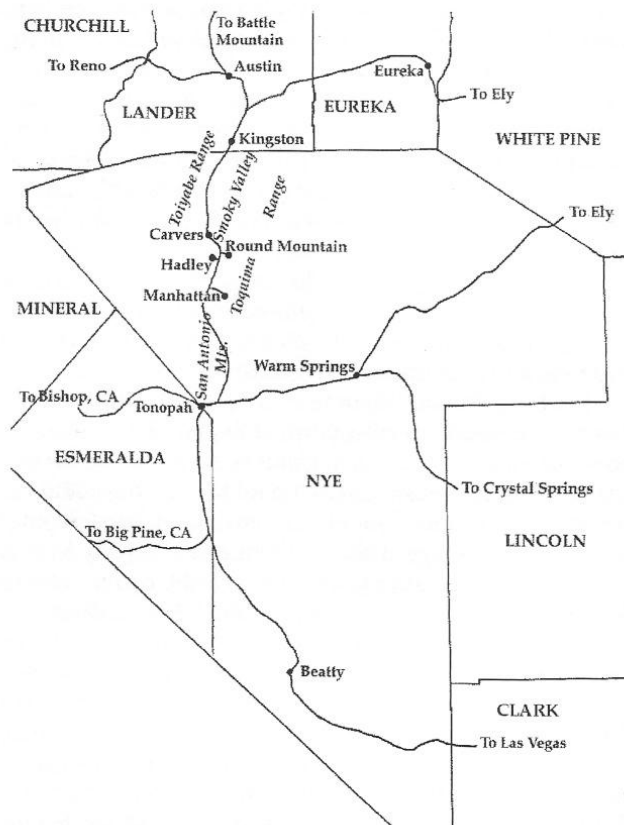 CHURCHILL
To Battle
Mountain
To Reno
Austin
Eureka
To Ely
LANDER
EUREKA
WHITE PINE
Kingston
Toiyabe Range
Smoky Valley
Range
To Ely
Carvers
Round Mountain
Hadley
Toquima
Manhattan
MINERAL
San Antonio
Mts.
Warm Springs
To Bishop, CA
Tonopah
ESMERALDA
NYE
To Crystal Springs
LINCOLN
To Big Pine, CA
Beatty
CLARK
To Las Vegas